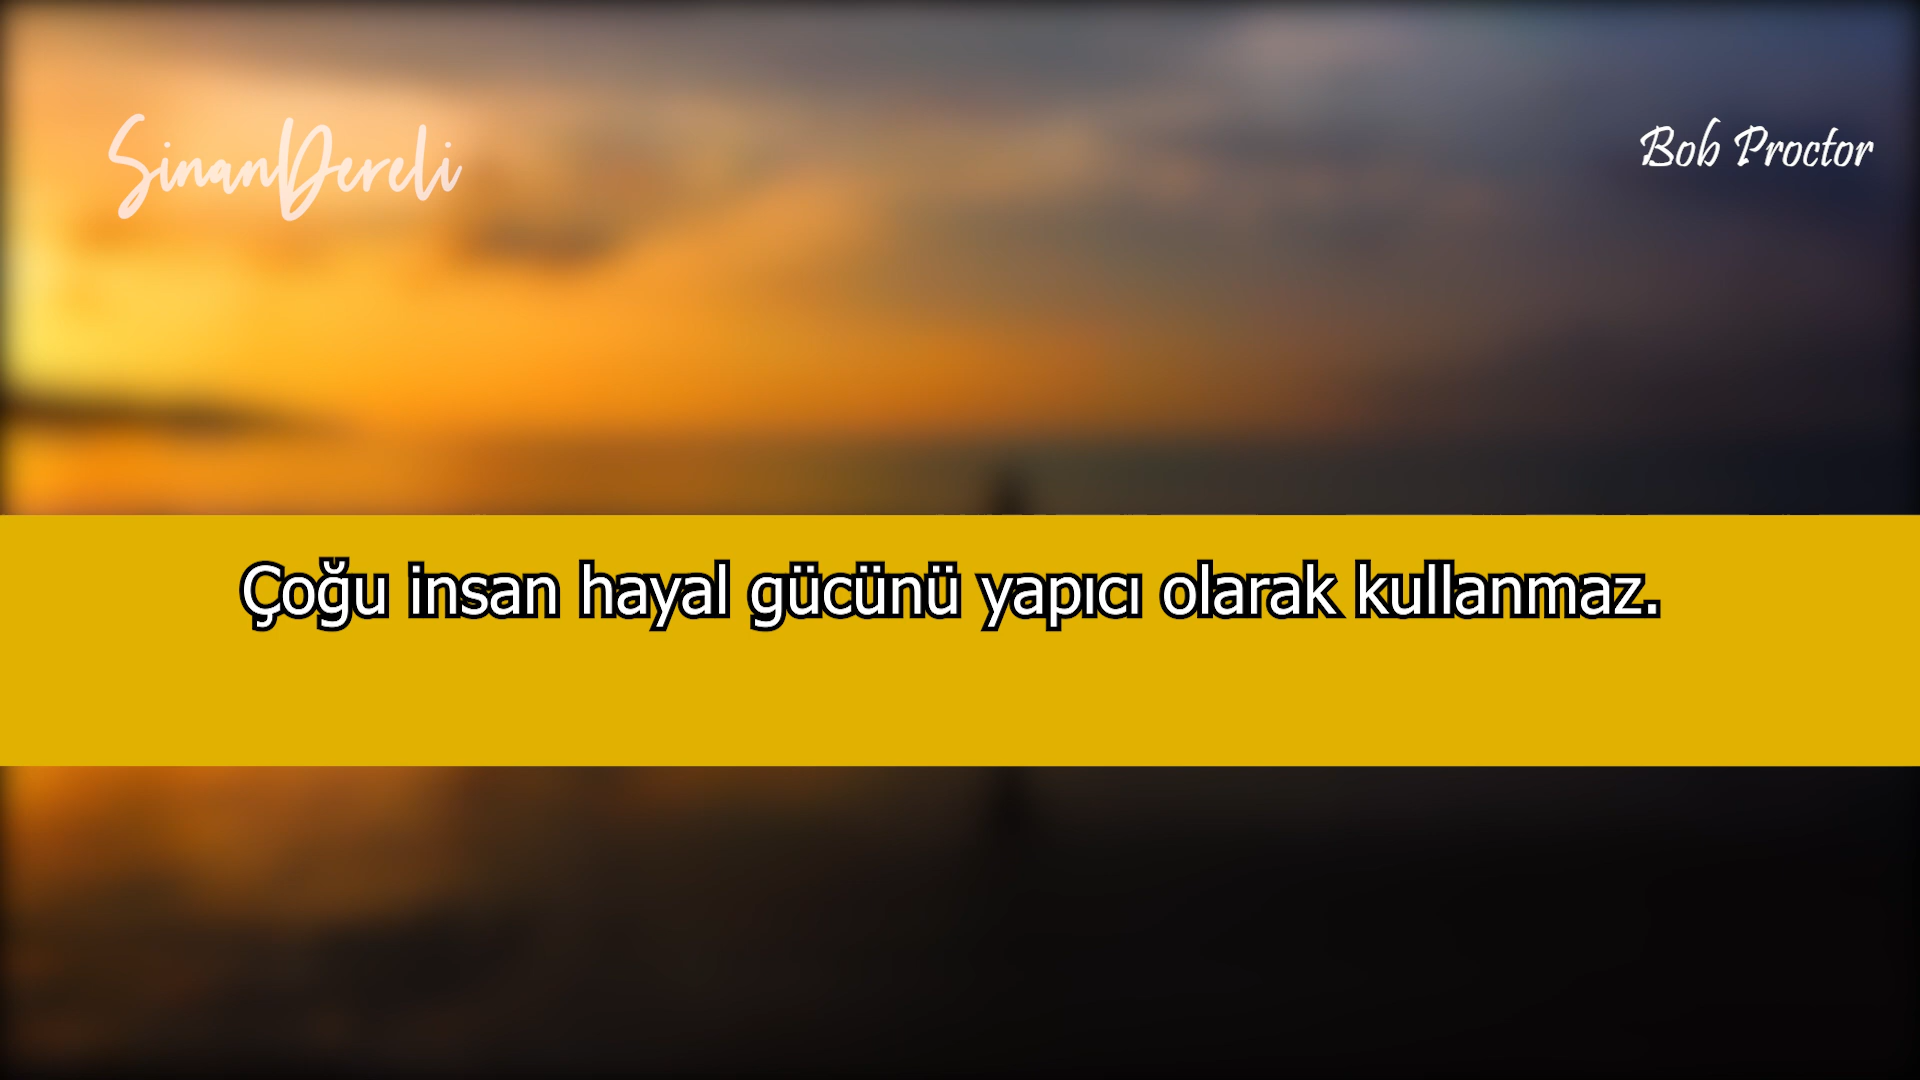 SinanDereli
Bob Proctor
Çoğu insan hayal gücünü yapıcı olarak kullanmaz.